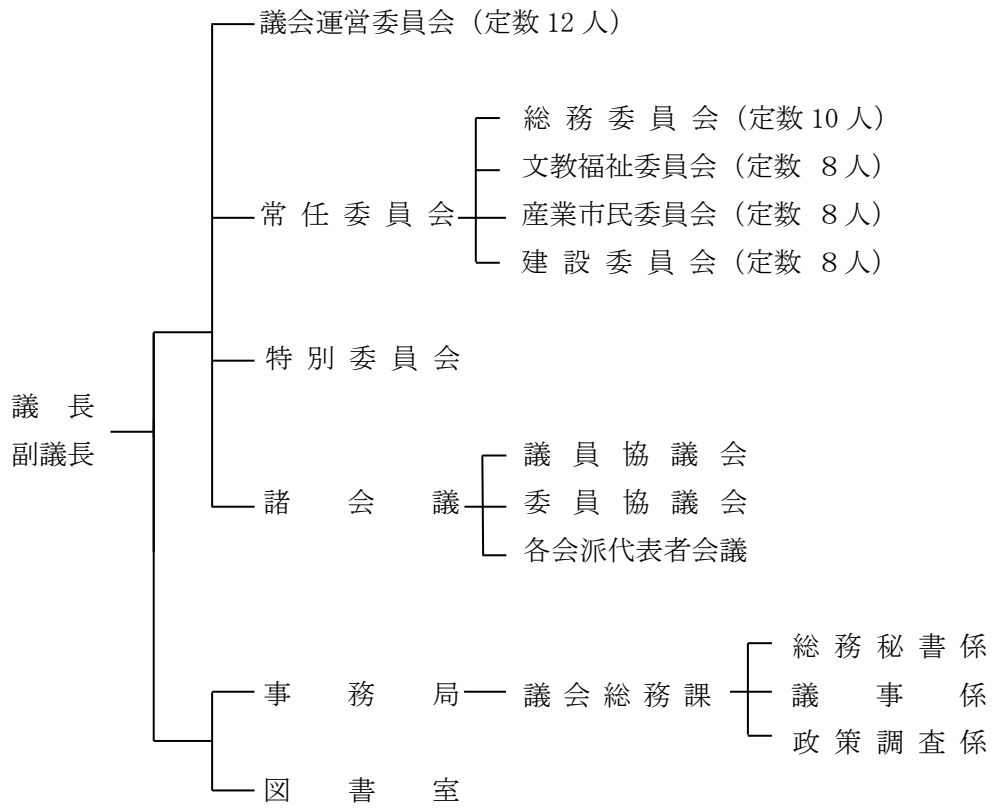 議会運営委員会（定数 12 人）
総 務 委 員 会（定数 10 人）
文教福祉委員会（定数 ８人）
常 任 委 員 会
産業市民委員会（定数 ８人）
建 設 委 員 会（定数 ８人）
特 別 委 員 会
議 長
副議長
議 員 協 議 会
諸 会 議
委 員 協 議 会
各会派代表者会議
総 務 秘 書 係
事 務 局
議 会 総 務 課
議 事 係
政 策 調 査 係
図 書 室